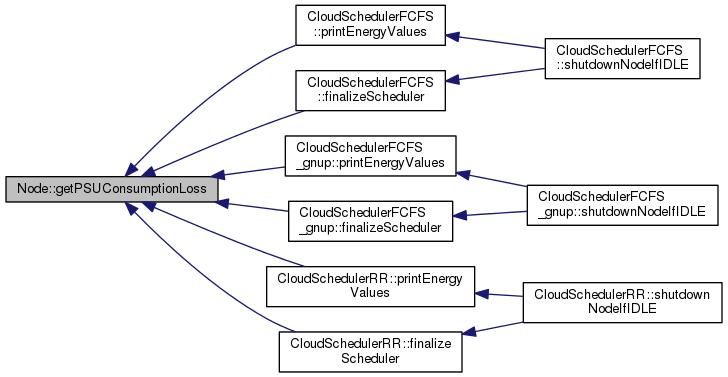 CloudSchedulerFCFS
::printEnergyValues
CloudSchedulerFCFS
::shutdownNodeIfIDLE
CloudSchedulerFCFS
::finalizeScheduler
CloudSchedulerFCFS
_gnup::printEnergyValues
Node::getPSUConsumptionLoss
CloudSchedulerFCFS
_gnup::shutdownNodeIfIDLE
CloudSchedulerFCFS
_gnup::finalizeScheduler
CloudSchedulerRR::printEnergy
Values
CloudSchedulerRR::shutdown
NodeIfIDLE
CloudSchedulerRR::finalize
Scheduler